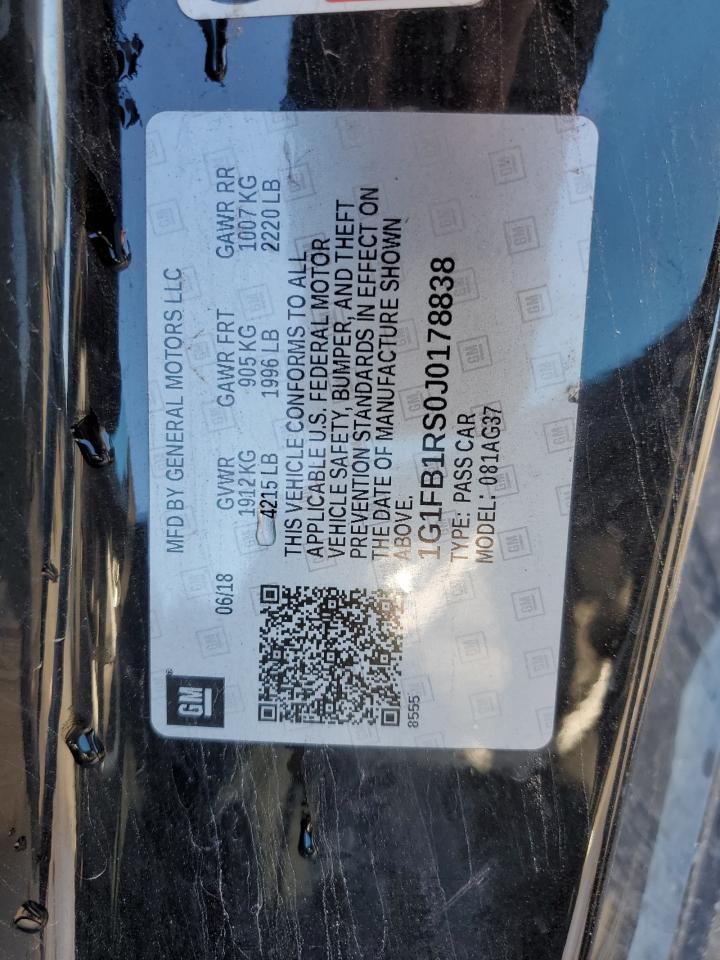 MFD BY GENERAL MOTORS LLC
06/18 GVWR GAWR FRT GAWR RR
1912 KG 905 KG 1007 KG
4215 LB 1996 LB 2220 LB
THIS VEHICLE CONFORMS TO ALL
APPLICABLE U.S. FEDERAL MOTOR
VEHICLE SAFETY, BUMPER, AND THEFT
PREVENTION STANDARDS IN EFFECT ON
THE DATE OF MANUFACTURE SHOWN
ABOVE.
1G1FB1RS0J0178838
TYPE: PASS CAR
MODEL: 081AG37
GM®
8555